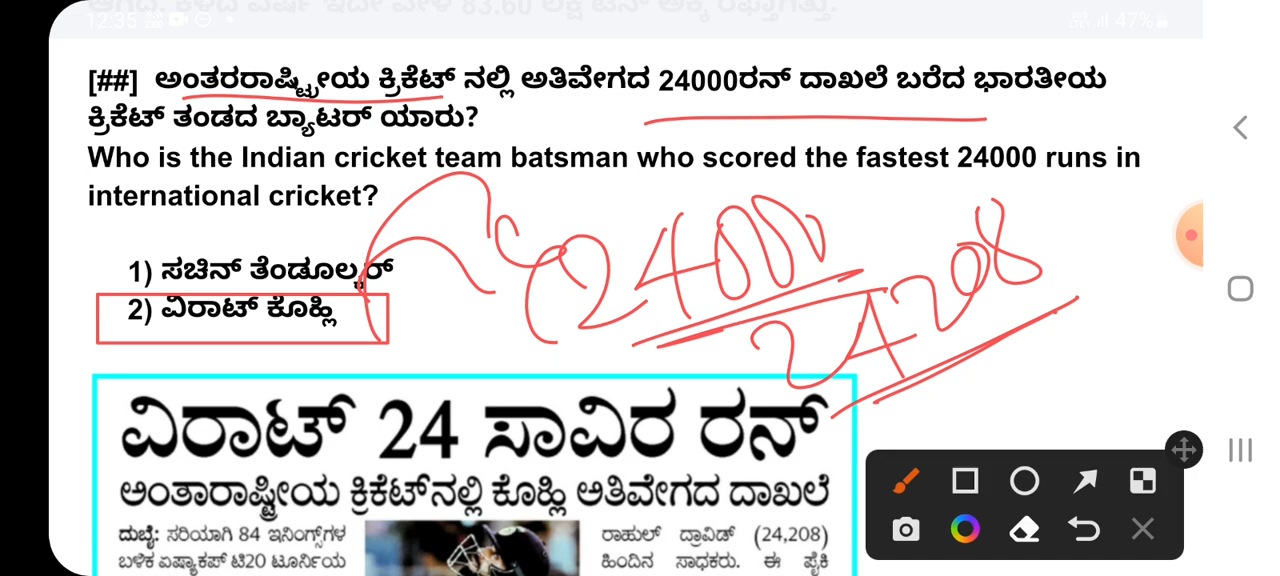 12:35
47%
[##] ಅಂತರರಾಷ್ಟ್ರೀಯ ಕ್ರಿಕೆಟ್ ನಲ್ಲಿ ಅತಿವೇಗದ 24000ರನ್ ದಾಖಲೆ ಬರೆದ ಭಾರತೀಯ
ಕ್ರಿಕೆಟ್ ತಂಡದ ಬ್ಯಾಟರ್ ಯಾರು?
Who is the Indian cricket team batsman who scored the fastest 24000 runs in
international cricket?
1) ಸಚಿನ್ ತೆಂಡೂಲ್ಕರ್
2) ವಿರಾಟ್ ಕೊಹ್ಲಿ
24000
24208
ವಿರಾಟ್ 24 ಸಾವಿರ ರನ್
ಅಂತಾರಾಷ್ಟ್ರೀಯ ಕ್ರಿಕೆಟ್‌ನಲ್ಲಿ ಕೊಹ್ಲಿ ಅತಿವೇಗದ ದಾಖಲೆ
ದುಬೈ: ಸರಿಯಾಗಿ 84 ಇನಿಂಗ್ಸ್‌ಗಳ
ಬಳಿಕ ಏಷ್ಯಾಕಪ್ ಟಿ20 ಟೂರ್ನಿಯ
ರಾಹುಲ್ ದ್ರಾವಿಡ್ (24,208)
ಹಿಂದಿನ ಸಾಧಕರು. ಈ ಪೈಕಿ